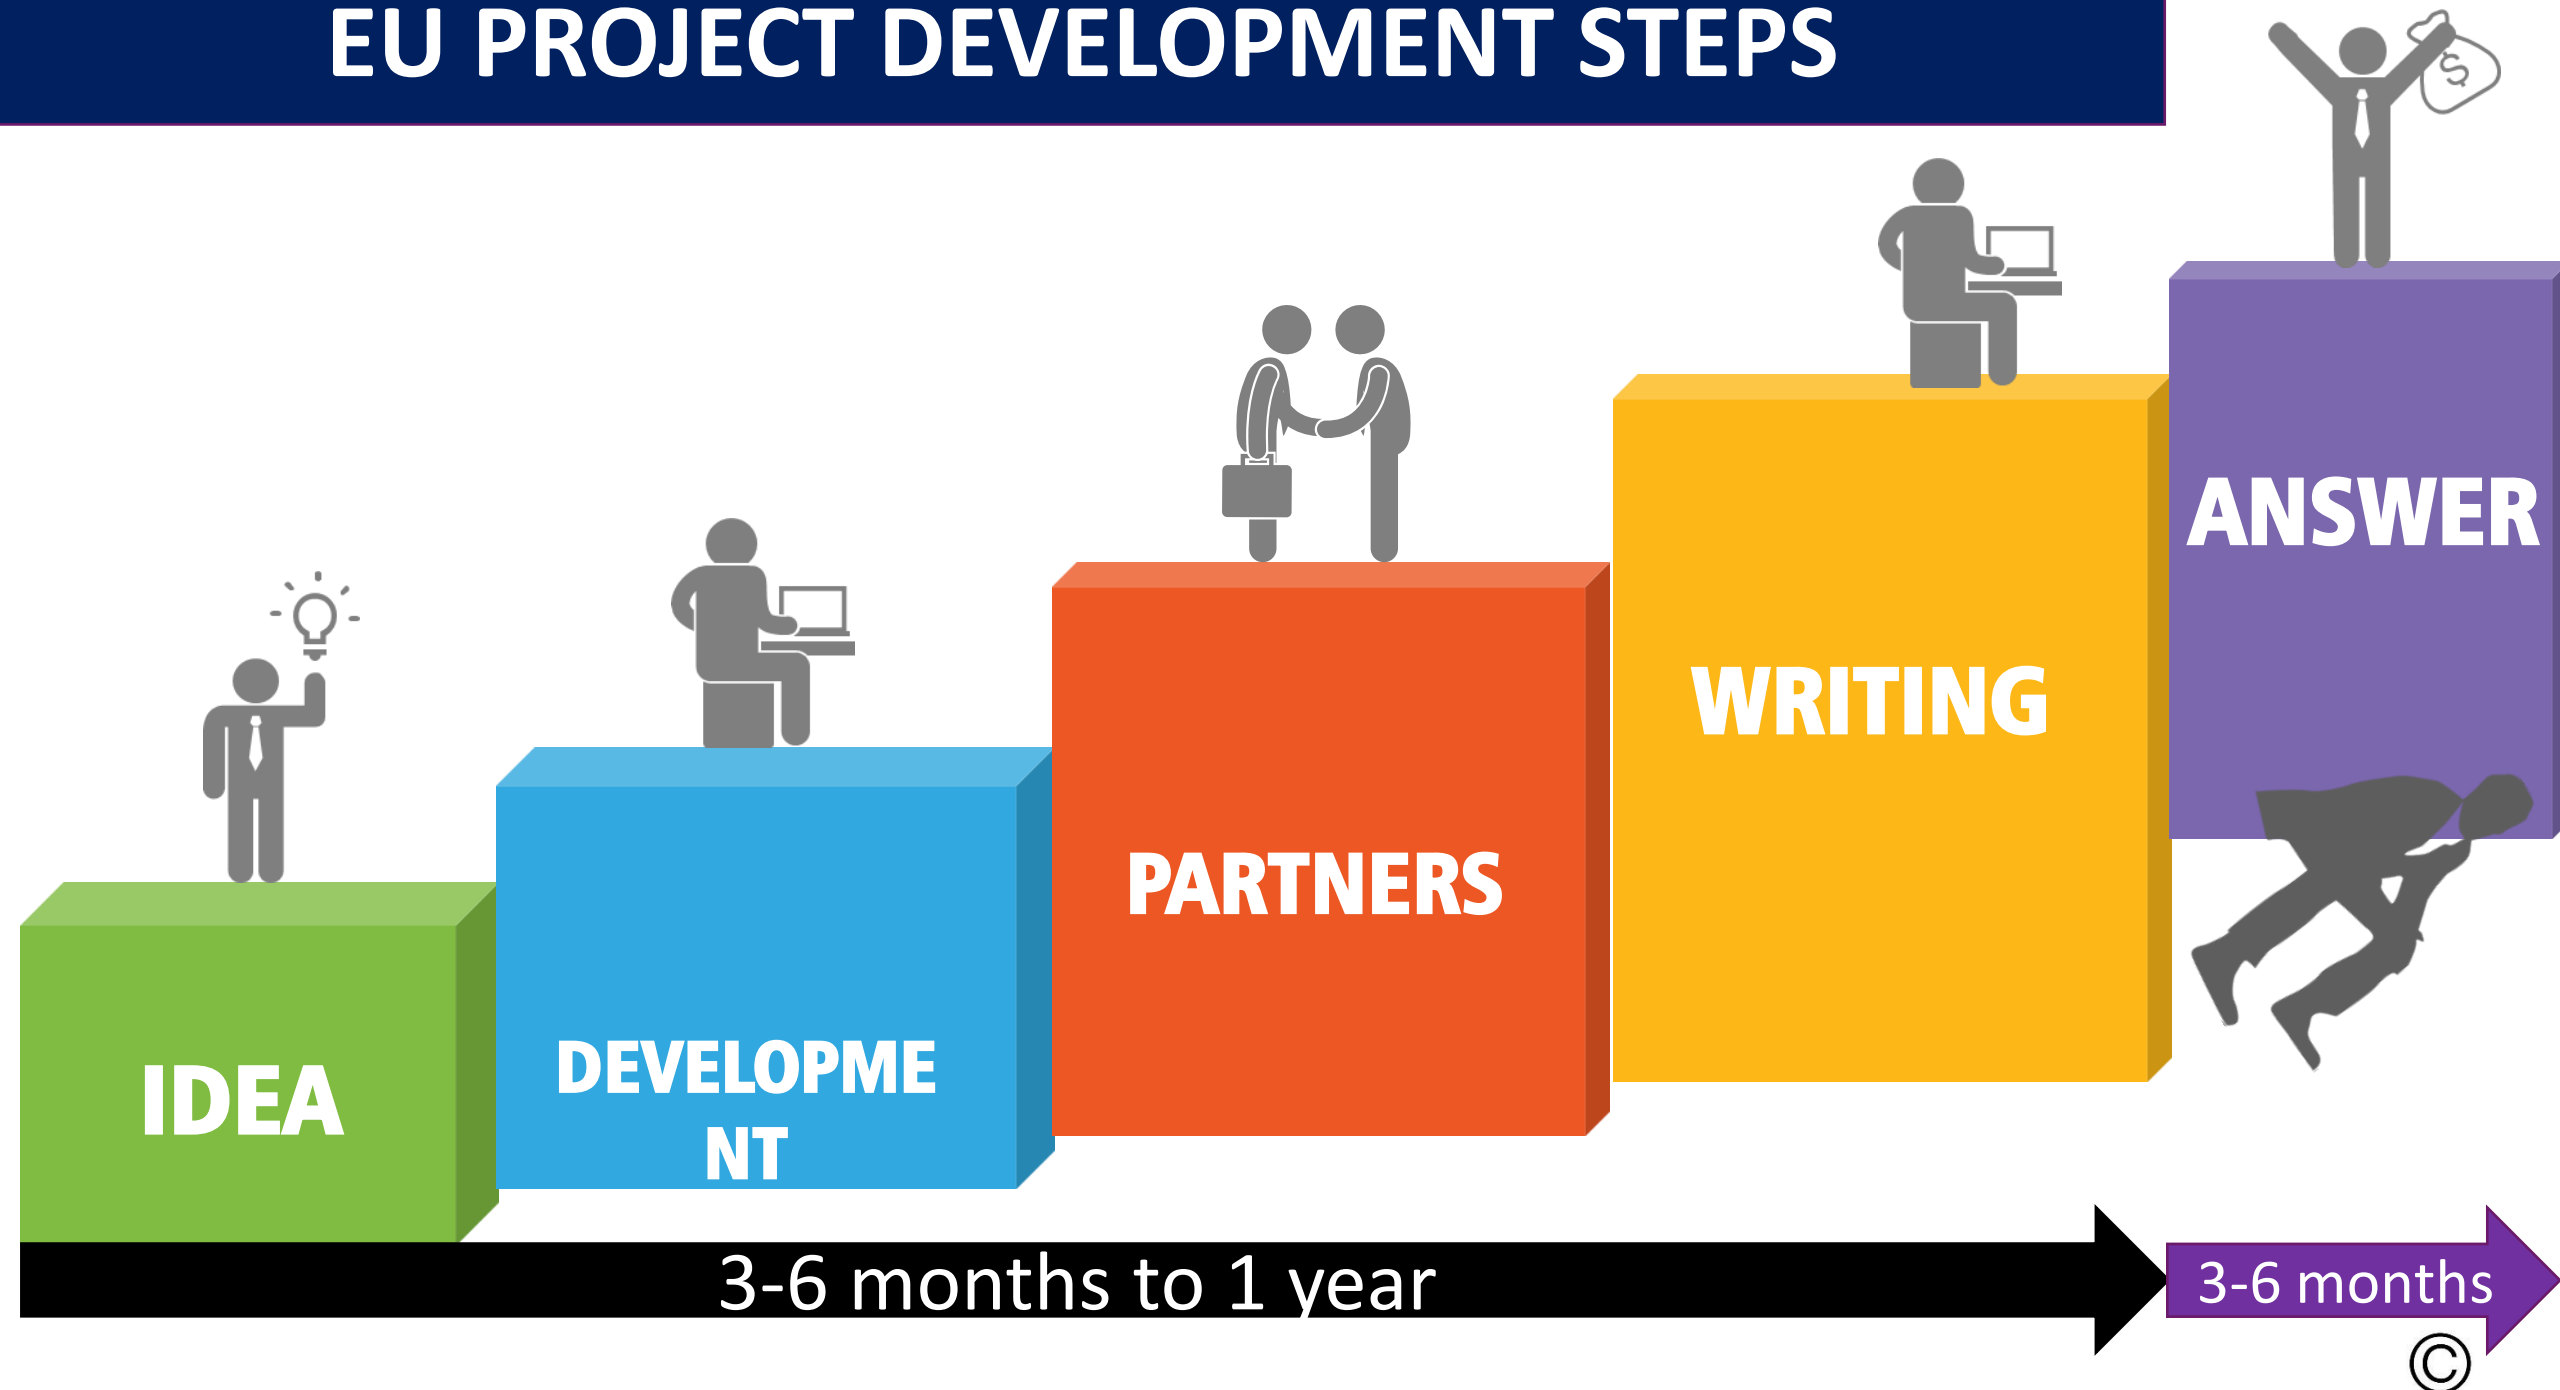 EU PROJECT DEVELOPMENT STEPS
$
ANSWER
WRITING
PARTNERS
DEVELOPME
NT
IDEA
3-6 months to 1 year
3-6 months
©